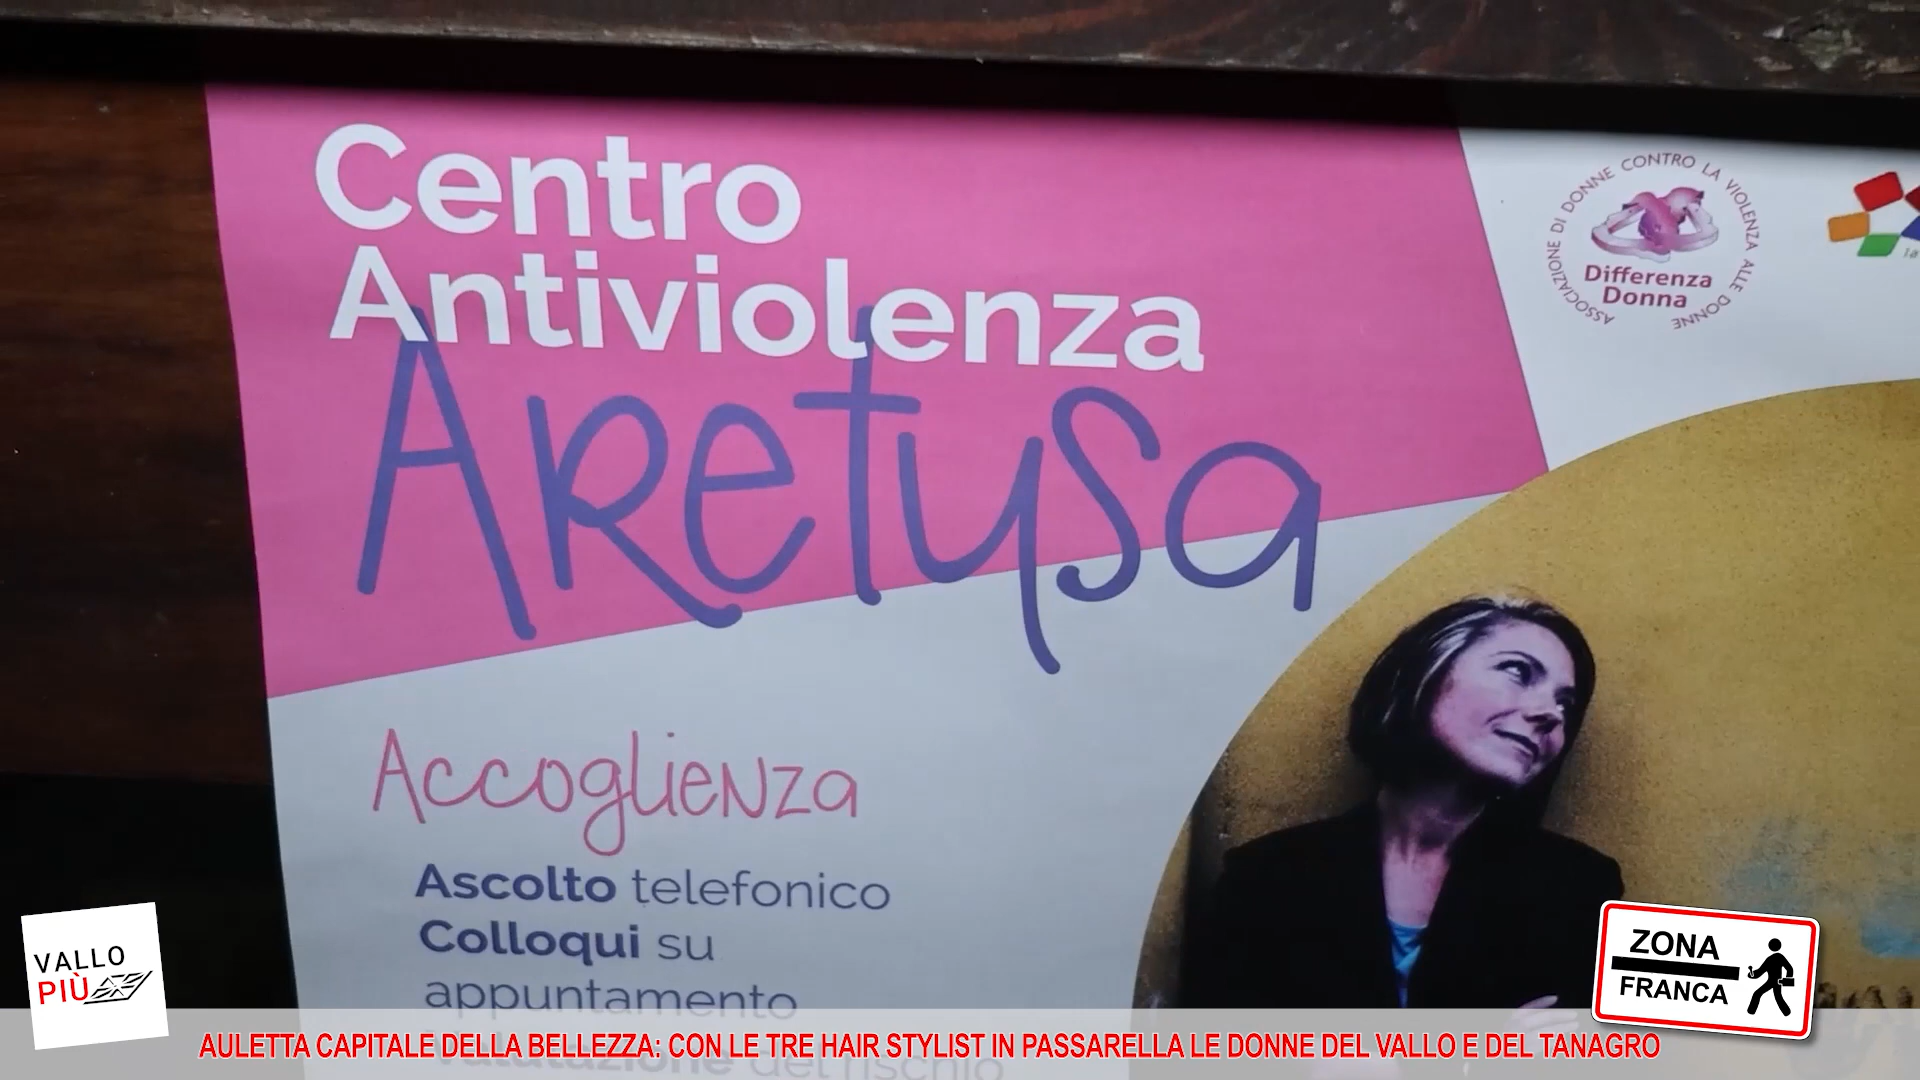 Centro
Antiviolenza
Aretusa
ASSOCIAZIONE DI DONNE CONTRO LA VIOLENZA ALLE DONNE
Differenza
Donna
Accoglienza
Ascolto telefonico
Colloqui su
appuntamento
Valutazione del rischio
VALLO
PIÙ
ZONA
FRANCA
AULETTA CAPITALE DELLA BELLEZZA: CON LE TRE HAIR STYLIST IN PASSARELLA LE DONNE DEL VALLO E DEL TANAGRO